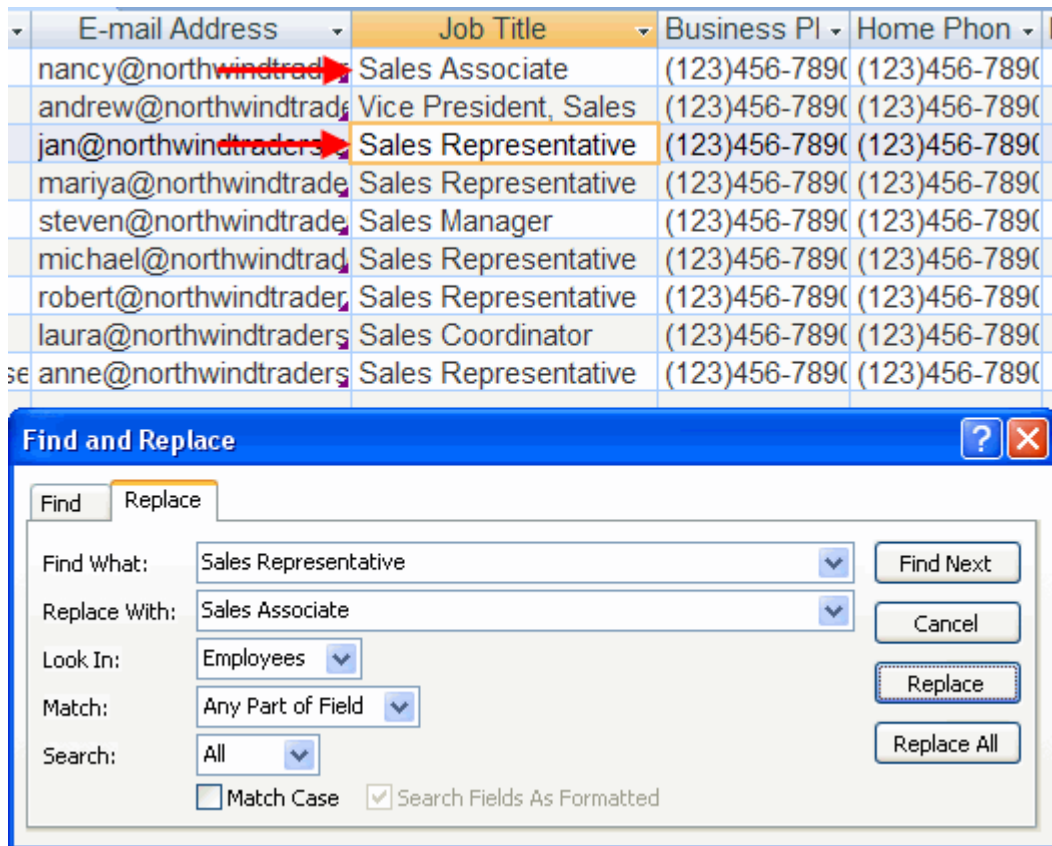 E-mail Address Job Title Business Pl Home Phon
nancy@northwindtrader Sales Associate (123)456-789( (123)456-789(
andrew@northwindtrade Vice President, Sales (123)456-789( (123)456-789(
jan@northwindtraders. Sales Representative (123)456-789( (123)456-789(
mariya@northwindtrade Sales Representative (123)456-789( (123)456-789(
steven@northwindtrade Sales Manager (123)456-789( (123)456-789(
michael@northwindtrad Sales Representative (123)456-789( (123)456-789(
robert@northwindtrader Sales Representative (123)456-789( (123)456-789(
laura@northwindtraders Sales Coordinator (123)456-789( (123)456-789(
se anne@northwindtraders Sales Representative (123)456-789( (123)456-789(
Find and Replace
Find Replace
Find What: Sales Representative Find Next
Replace With: Sales Associate Cancel
Look In: Employees Replace
Match: Any Part of Field
Search: All Replace All
Match Case Search Fields As Formatted